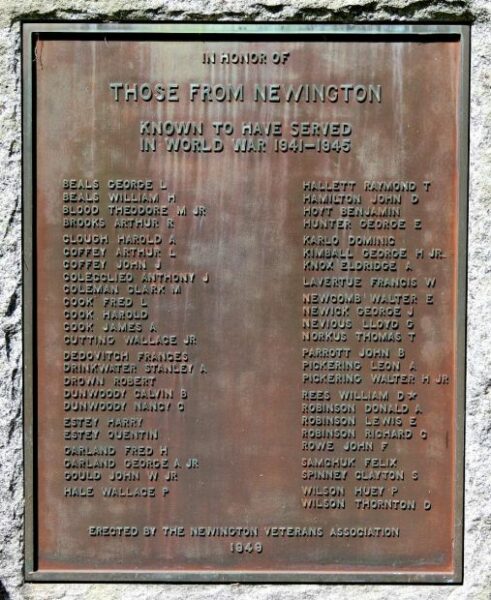 IN HONOR OF
THOSE FROM NEWINGTON
KNOWN TO HAVE SERVED
IN WORLD WAR 1941–1945
BEALS GEORGE L
BEALS WILLIAM H
BLOOD THEODORE M JR
BROOKS ARTHUR R
CLOUGH HAROLD A
COFFEY ARTHUR L
COFFEY JOHN J
COLECCLIED ANTHONY J
COLEMAN CLARK M
COOK FRED L
COOK HAROLD
COOK JAMES A
CUTTING WALLACE JR
DEDOVITCH FRANCES
DRINKWATER STANLEY A
DROWN ROBERT
DUNWOODY CALVIN B
DUNWOODY NANCY C
ESTEY HARRY
ESTEY QUENTIN
GARLAND FRED H
GARLAND GEORGE A JR
GOULD JOHN W JR
HALE WALLACE P
HALLETT RAYMOND T
HAMILTON JOHN D
HOYT BENJAMIN
HUNTER GEORGE E
KARLO DOMINIC
KIMBALL GEORGE H JR.
KNOX ELDRIDGE A
LAVERTUE FRANCIS W
NEWCOMB WALTER E
NEWICK GEORGE J
NEVIOUS LLOYD G
NORKUS THOMAS T
PARROTT JOHN B
PICKERING LEON A
PICKERING WALTER H JR
REES WILLIAM D★
ROBINSON DONALD A
ROBINSON LEWIS E
ROBINSON RICHARD C
ROWE JOHN F
SAMCHUK FELIX
SPINNEY CLAYTON S
WILSON HUEY P
WILSON THORNTON D
ERECTED BY THE NEWINGTON VETERANS ASSOCIATION
1949